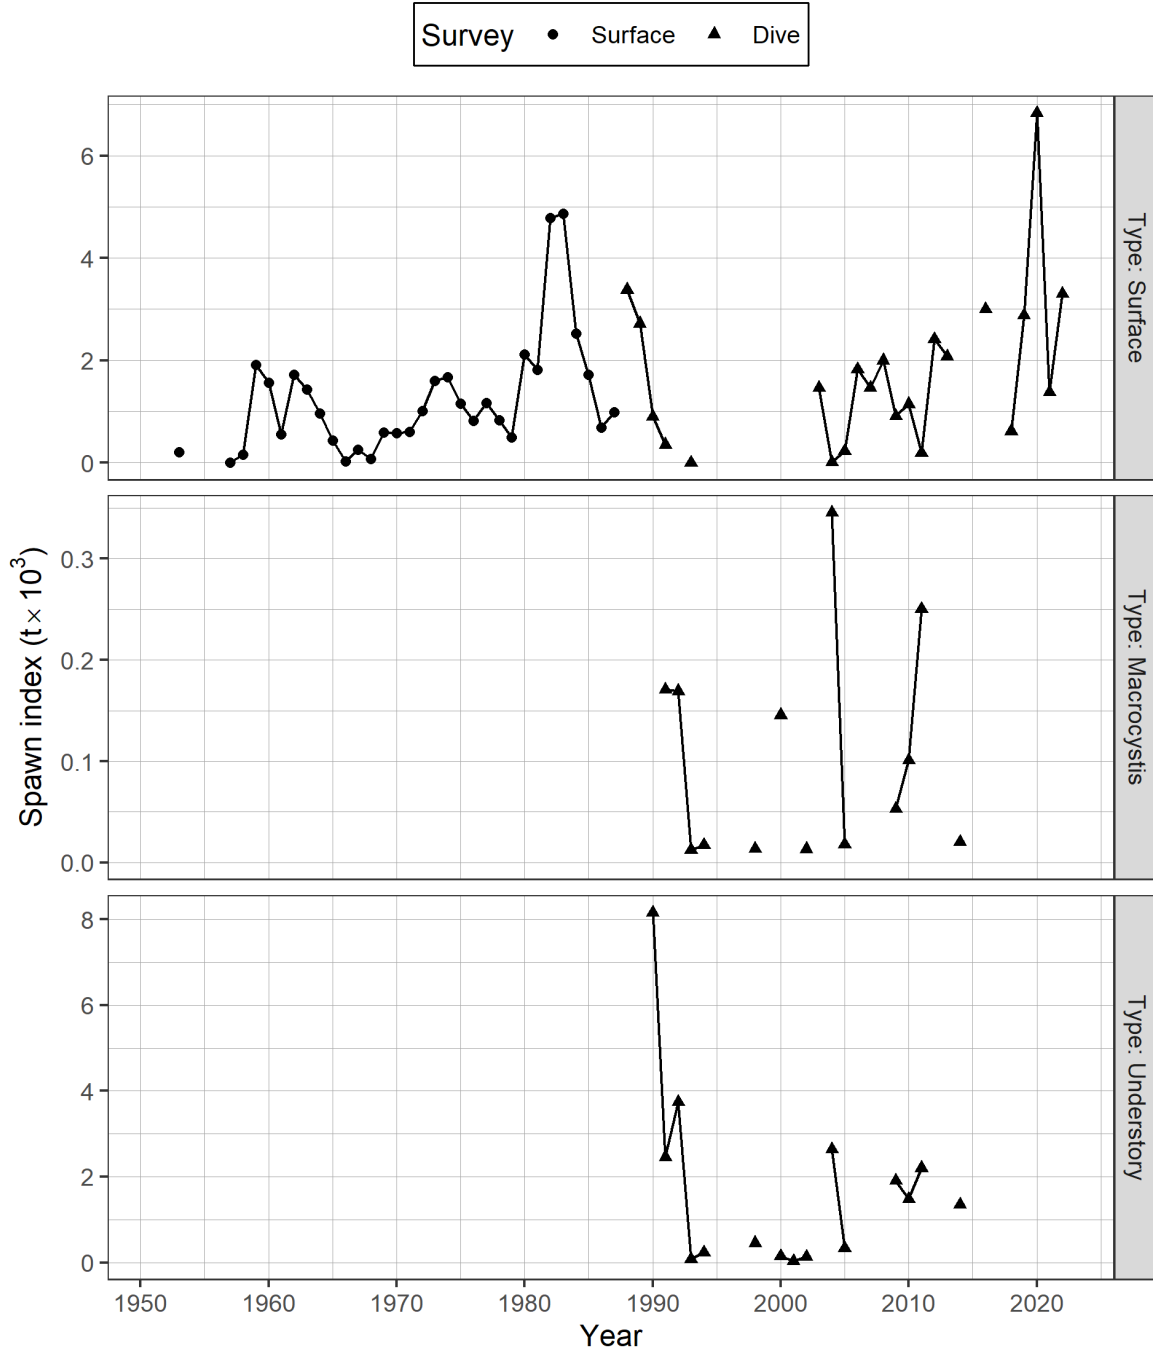 Survey Surface Dive
6
4
2
0
Type: Surface
0.3
0.2
0.1
0.0
Type: Macrocystis
8
6
4
2
0
Type: Understory
Spawn index (t × 10³)
1950 1960 1970 1980 1990 2000 2010 2020
Year